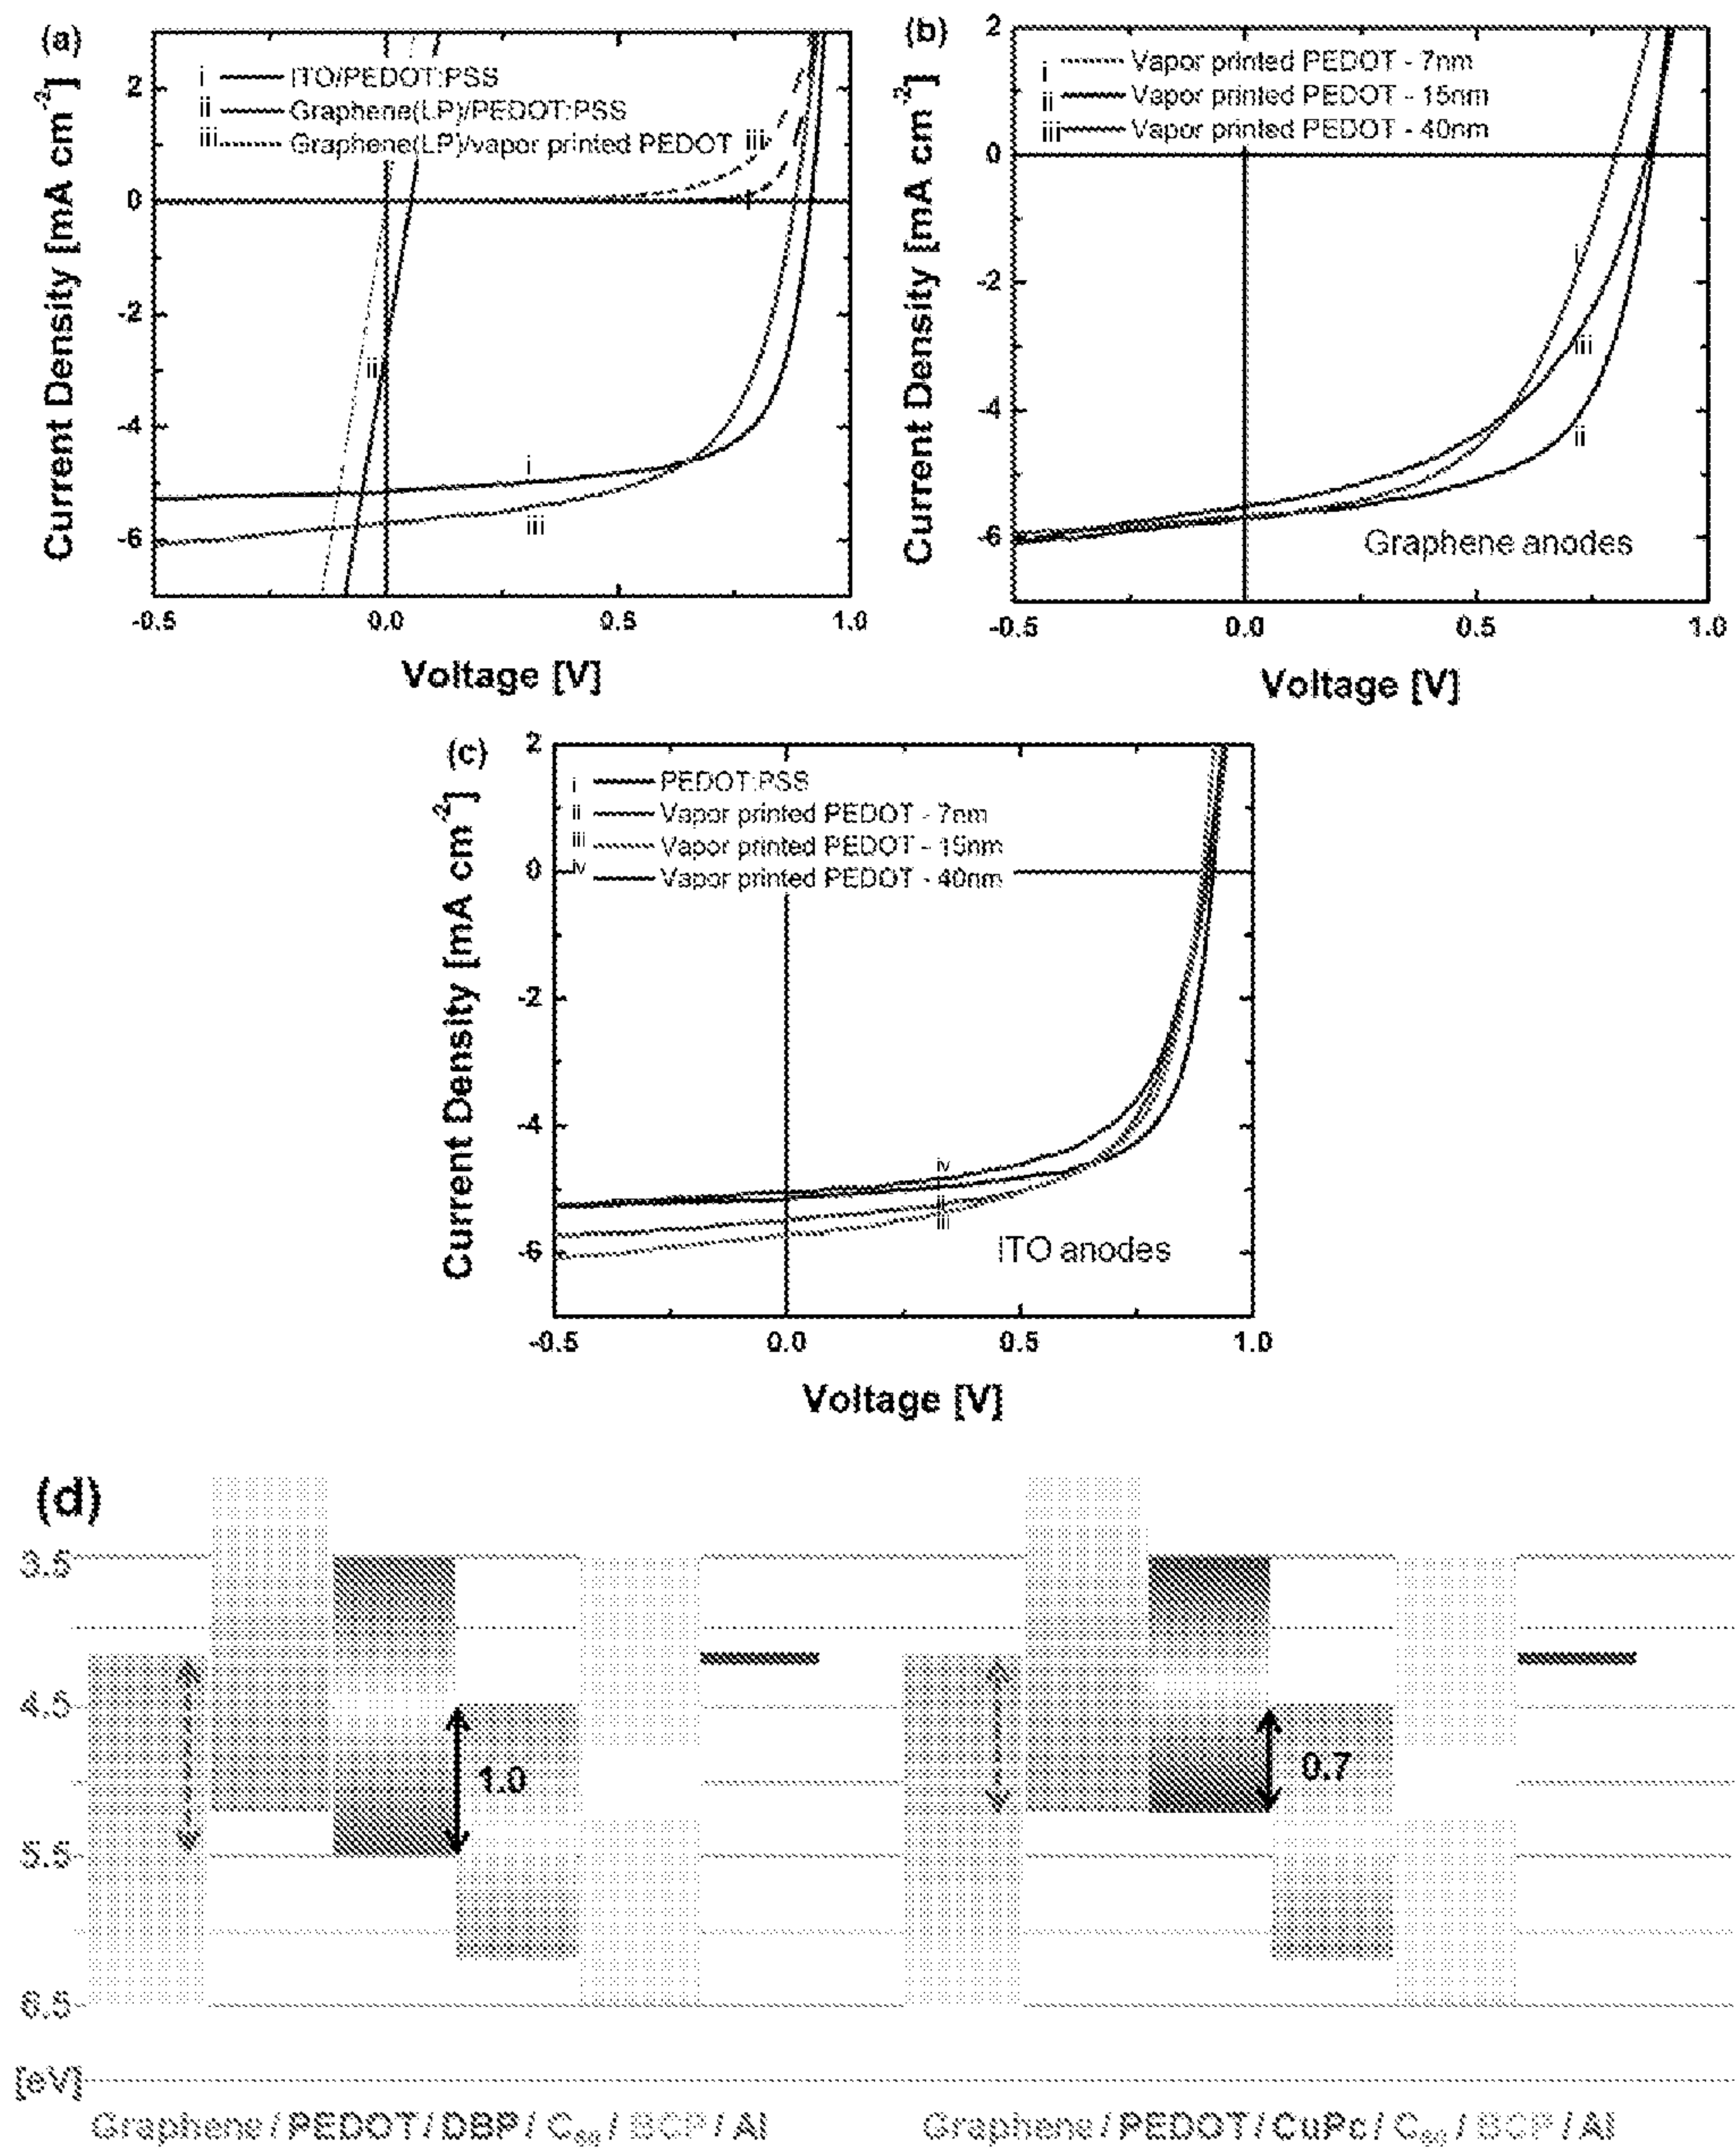 (a)
i ITO/PEDOT:PSS
ii Graphene(LP)/PEDOT:PSS
iii Graphene(LP)/vapor printed PEDOT
iii
i
ii
i
iii
2
0
-2
-4
-6
-0.5 0.0 0.5 1.0
Current Density [mA cm⁻²]
Voltage [V]
(b)
i Vapor printed PEDOT - 7nm
ii Vapor printed PEDOT - 15nm
iii Vapor printed PEDOT - 40nm
i
iii
ii
Graphene anodes
2
0
-2
-4
-6
-0.5 0.0 0.5 1.0
Current Density [mA cm⁻²]
Voltage [V]
(c)
i PEDOT:PSS
ii Vapor printed PEDOT - 7nm
iii Vapor printed PEDOT - 15nm
iv Vapor printed PEDOT - 40nm
iv
i
ii
iii
ITO anodes
2
0
-2
-4
-6
-0.5 0.0 0.5 1.0
Current Density [mA cm⁻²]
Voltage [V]
(d)
3.5
4.5
1.0 0.7
5.5
6.5
[eV]
Graphene / PEDOT / DBP / C₆₀ / BCP / Al Graphene / PEDOT / CuPc / C₆₀ / BCP / Al